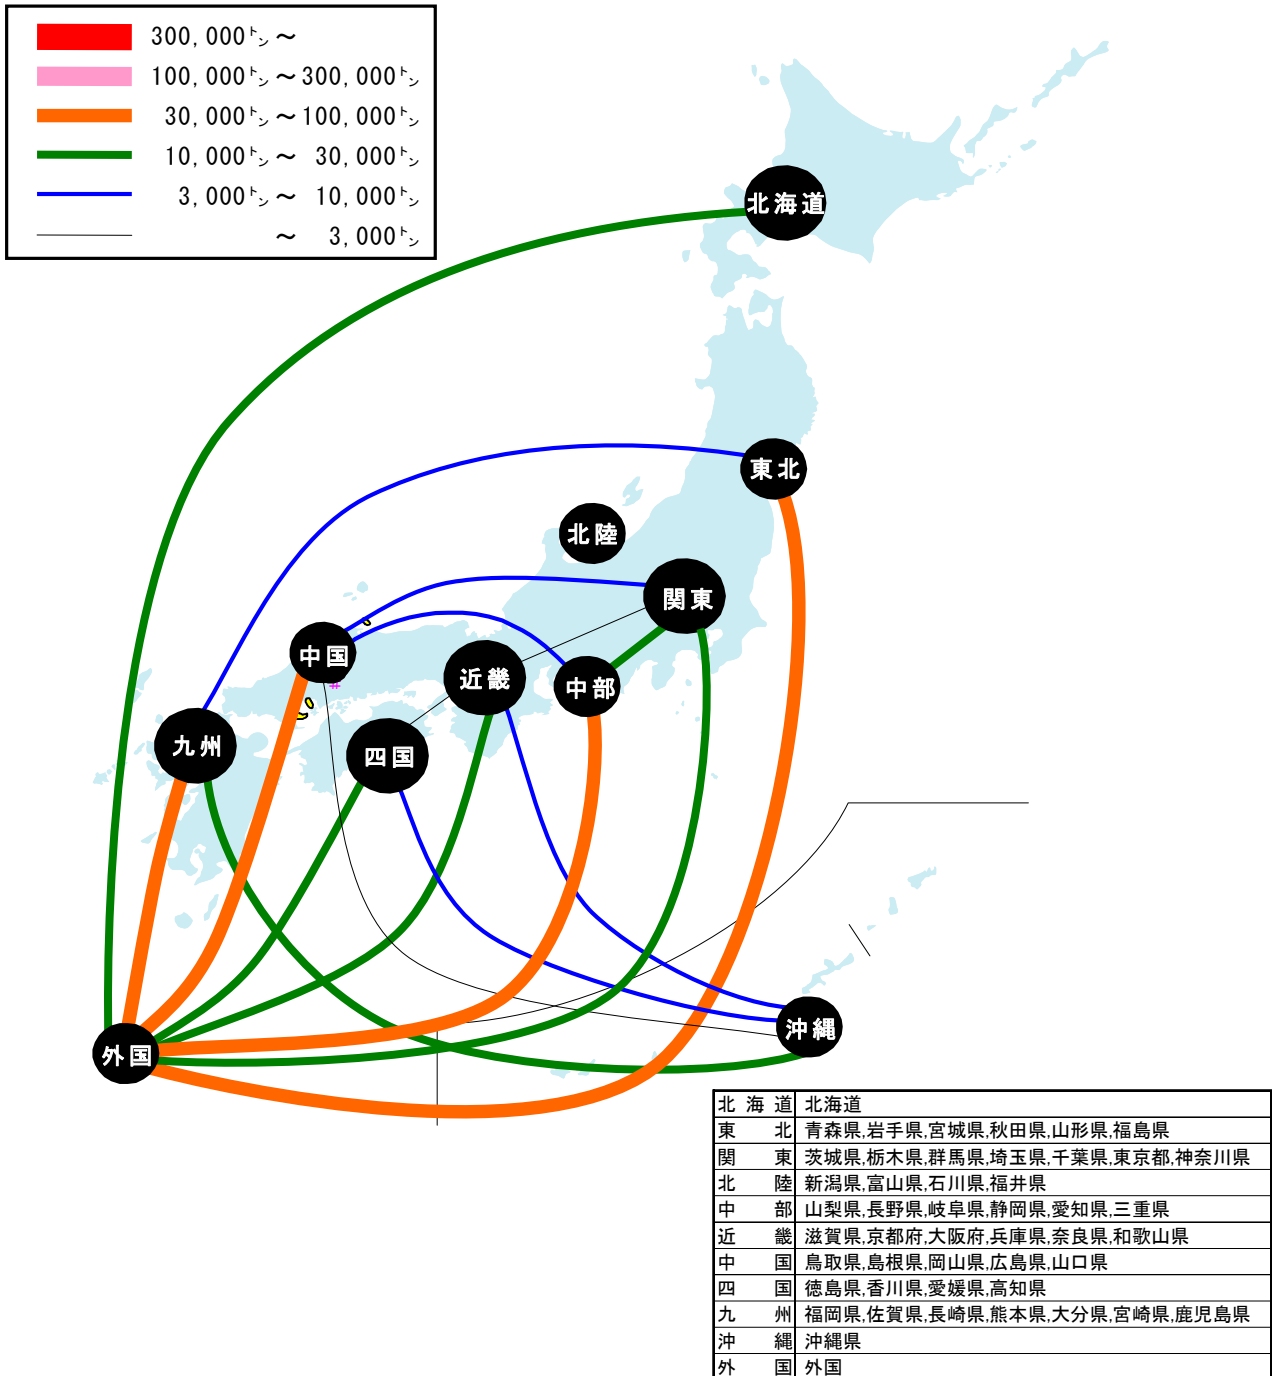 300,000トン～
100,000トン～300,000トン
30,000トン～100,000トン
10,000トン～ 30,000トン
3,000トン～ 10,000トン
～ 3,000トン
北海道
東北
北陸
関東
中国
近畿
中部
九州
四国
沖縄
外国
北海道 北海道
東北 青森県,岩手県,宮城県,秋田県,山形県,福島県
関東 茨城県,栃木県,群馬県,埼玉県,千葉県,東京都,神奈川県
北陸 新潟県,富山県,石川県,福井県
中部 山梨県,長野県,岐阜県,静岡県,愛知県,三重県
近畿 滋賀県,京都府,大阪府,兵庫県,奈良県,和歌山県
中国 鳥取県,島根県,岡山県,広島県,山口県
四国 徳島県,香川県,愛媛県,高知県
九州 福岡県,佐賀県,長崎県,熊本県,大分県,宮崎県,鹿児島県
沖縄 沖縄県
外国 外国